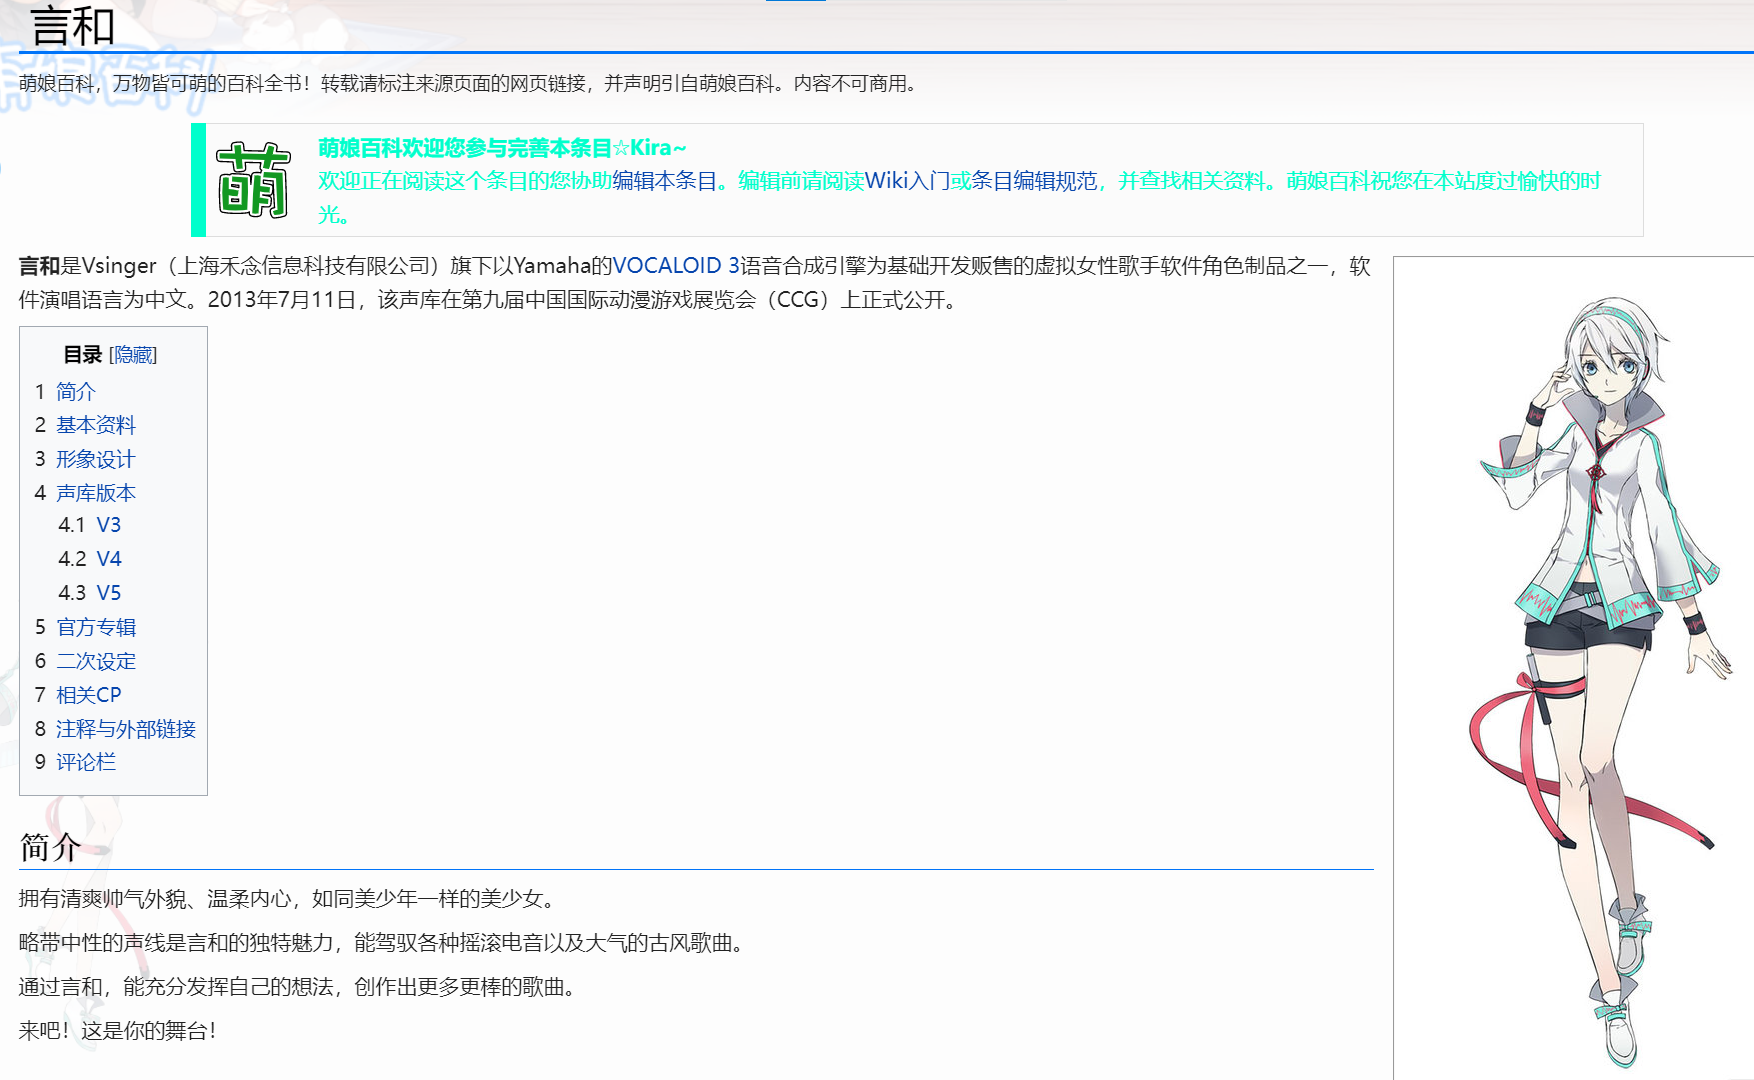 言和
萌娘百科，万物皆可萌的百科全书！转载请标注来源页面的网页链接，并声明引自萌娘百科。内容不可商用。
萌娘百科
萌
萌娘百科欢迎您参与完善本条目☆Kira~
欢迎正在阅读这个条目的您协助编辑本条目。编辑前请阅读Wiki入门或条目编辑规范，并查找相关资料。萌娘百科祝您在本站度过愉快的时
光。
言和是Vsinger（上海禾念信息科技有限公司）旗下以Yamaha的VOCALOID 3语音合成引擎为基础开发贩售的虚拟女性歌手软件角色制品之一，软
件演唱语言为中文。2013年7月11日，该声库在第九届中国国际动漫游戏展览会（CCG）上正式公开。
目录 [隐藏]
1 简介
2 基本资料
3 形象设计
4 声库版本
4.1 V3
4.2 V4
4.3 V5
5 官方专辑
6 二次设定
7 相关CP
8 注释与外部链接
9 评论栏
简介
拥有清爽帅气外貌、温柔内心，如同美少年一样的美少女。
略带中性的声线是言和的独特魅力，能驾驭各种摇滚电音以及大气的古风歌曲。
通过言和，能充分发挥自己的想法，创作出更多更棒的歌曲。
来吧！这是你的舞台！